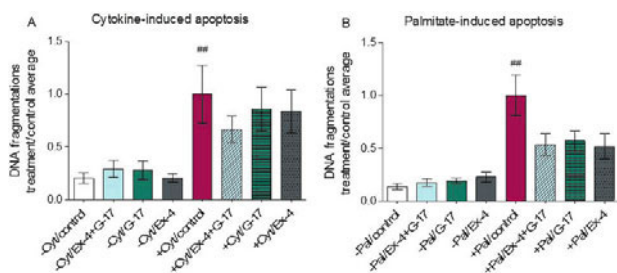 A Cytokine-induced apoptosis
DNA fragmentations
treatment/control average
1.5
1.0
0.5
0.0
##
-Cyt/control
-Cyt/Ex-4+G-17
-Cyt/G-17
-Cyt/Ex-4
+Cyt/control
+Cyt/Ex-4+G-17
+Cyt/G-17
+Cyt/Ex-4
B Palmitate-induced apoptosis
DNA fragmentations
treatment/control average
1.5
1.0
0.5
0.0
##
-Pal/control
-Pal/Ex-4+G-17
-Pal/G-17
-Pal/Ex-4
+Pal/control
+Pal/Ex-4+G-17
+Pal/G-17
+Pal/Ex-4